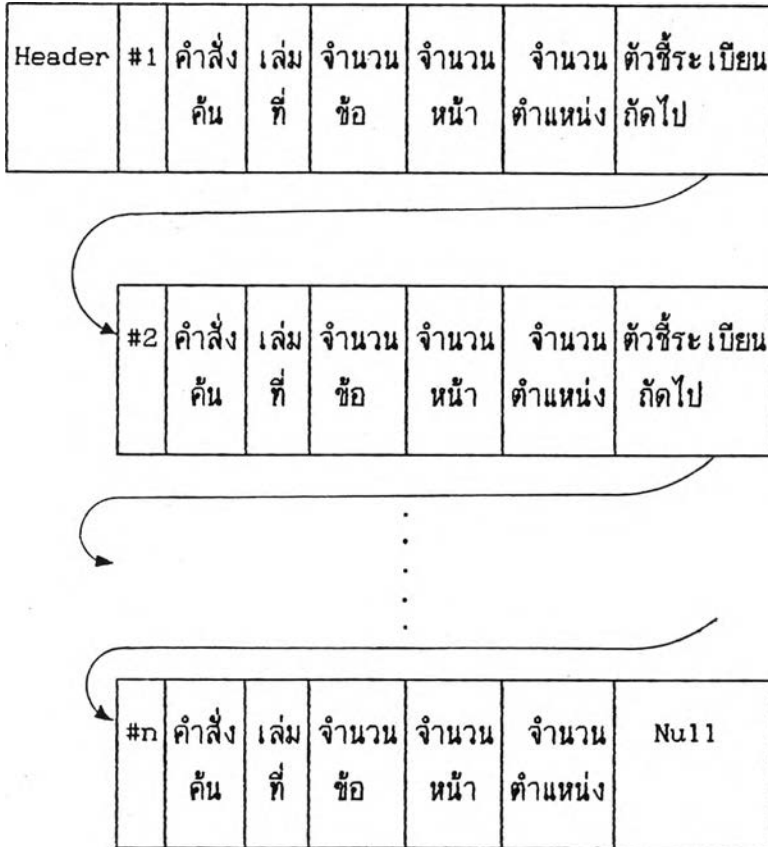 Header #1 คำสั่ง เล่ม จำนวน จำนวน จำนวน ตัวชี้ระเบียน
ค้น ที่ ข้อ หน้า ตำแหน่ง ถัดไป
#2 คำสั่ง เล่ม จำนวน จำนวน จำนวน ตัวชี้ระเบียน
ค้น ที่ ข้อ หน้า ตำแหน่ง ถัดไป
#n คำสั่ง เล่ม จำนวน จำนวน จำนวน Null
ค้น ที่ ข้อ หน้า ตำแหน่ง